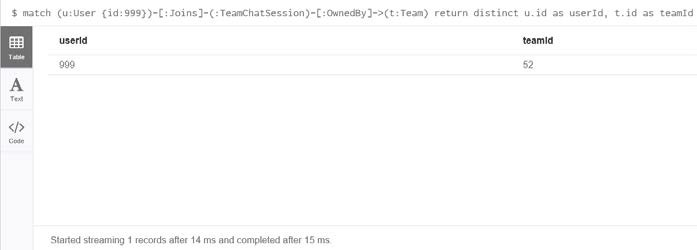 $ match (u:User {id:999})-[:Joins]-(:TeamChatSession)-[:OwnedBy]->(t:Team) return distinct u.id as userId, t.id as teamId
userId teamId
Table
999 52
A
Text
</>
Code
Started streaming 1 records after 14 ms and completed after 15 ms.